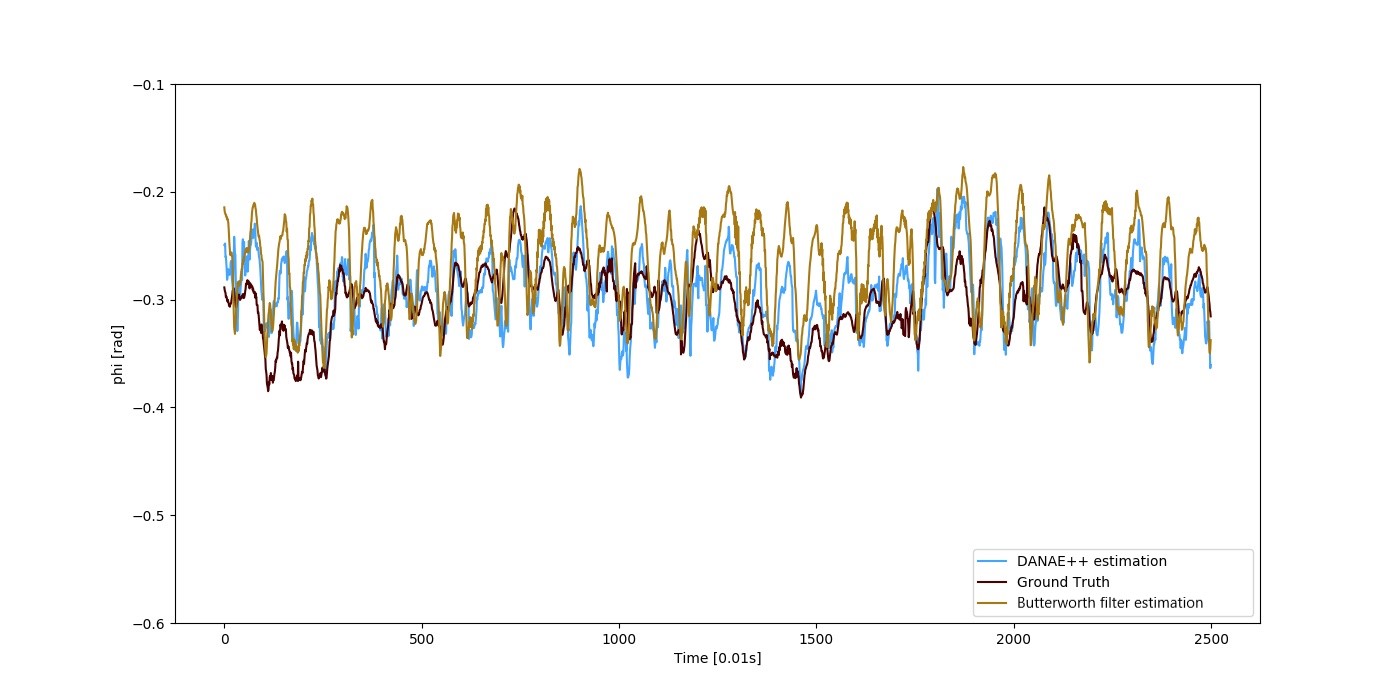 −0.1
−0.2
−0.3
−0.4
−0.5
−0.6
phi [rad]
0
500
1000
1500
2000
2500
Time [0.01s]
DANAE++ estimation
Ground Truth
Butterworth filter estimation